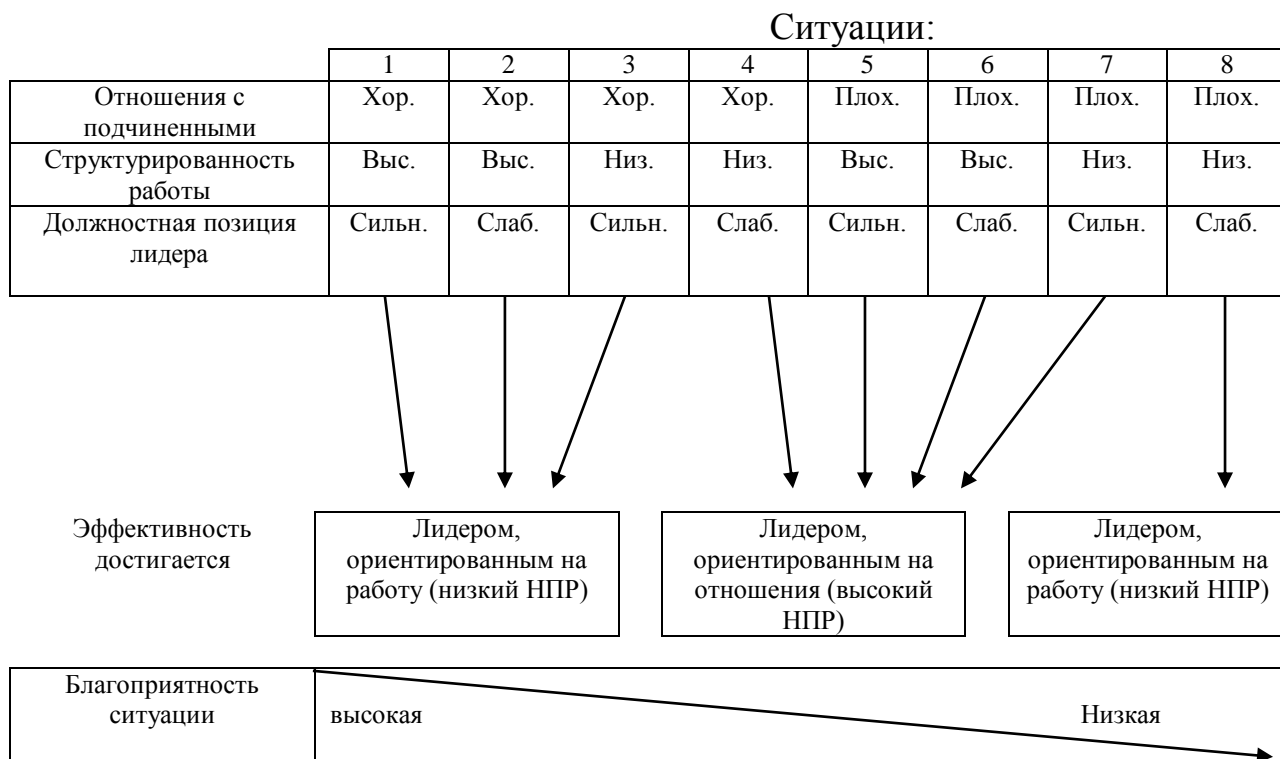 Ситуации:
1 2 3 4 5 6 7 8
Отношения с
подчиненными
Хор. Хор. Хор. Хор. Плох. Плох. Плох. Плох.
Структурированность
работы
Выс. Выс. Низ. Низ. Выс. Выс. Низ. Низ.
Должностная позиция
лидера
Сильн. Слаб. Сильн. Слаб. Сильн. Слаб. Сильн. Слаб.
Эффективность
достигается
Лидером,
ориентированным на
работу (низкий НПР)
Лидером,
ориентированным на
отношения (высокий
НПР)
Лидером,
ориентированным на
работу (низкий НПР)
Благоприятность
ситуации
высокая
Низкая